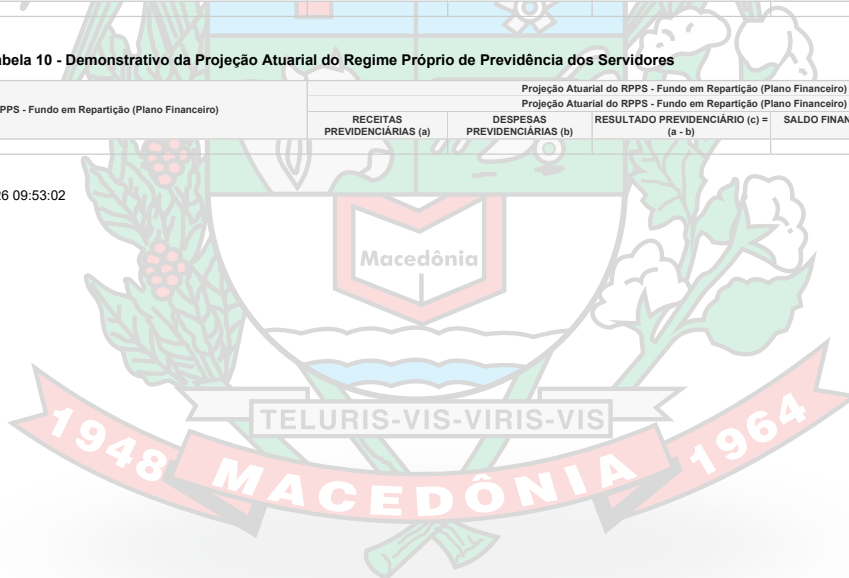 abela 10 - Demonstrativo da Projeção Atuarial do Regime Próprio de Previdência dos Servidores
Projeção Atuarial do RPPS - Fundo em Repartição (Plano Financeiro)
PPS - Fundo em Repartição (Plano Financeiro)
Projeção Atuarial do RPPS - Fundo em Repartição (Plano Financeiro)
RECEITAS PREVIDENCIÁRIAS (a)
DESPESAS PREVIDENCIÁRIAS (b)
RESULTADO PREVIDENCIÁRIO (c) = (a - b)
SALDO FINAN
26 09:53:02
Macedônia
TELURIS-VIS-VIRIS-VIS
1948 MACEDÔNIA 1964